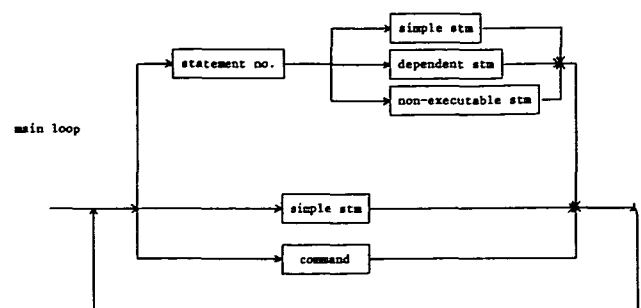 simple stm
statement no.
dependent stm
non-executable stm
main loop
simple stm
command